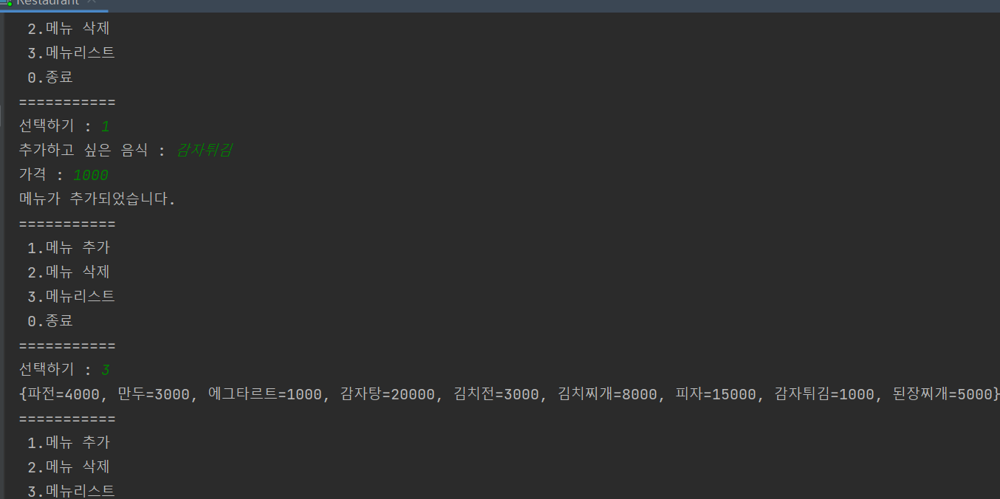 Restaurant
2.메뉴 삭제
3.메뉴리스트
0.종료
===========
선택하기 : 1
추가하고 싶은 음식 : 감자튀김
가격 : 1000
메뉴가 추가되었습니다.
===========
1.메뉴 추가
2.메뉴 삭제
3.메뉴리스트
0.종료
===========
선택하기 : 3
{파전=4000, 만두=3000, 에그타르트=1000, 감자탕=20000, 김치전=3000, 김치찌개=8000, 피자=15000, 감자튀김=1000, 된장찌개=5000}
===========
1.메뉴 추가
2.메뉴 삭제
3.메뉴리스트